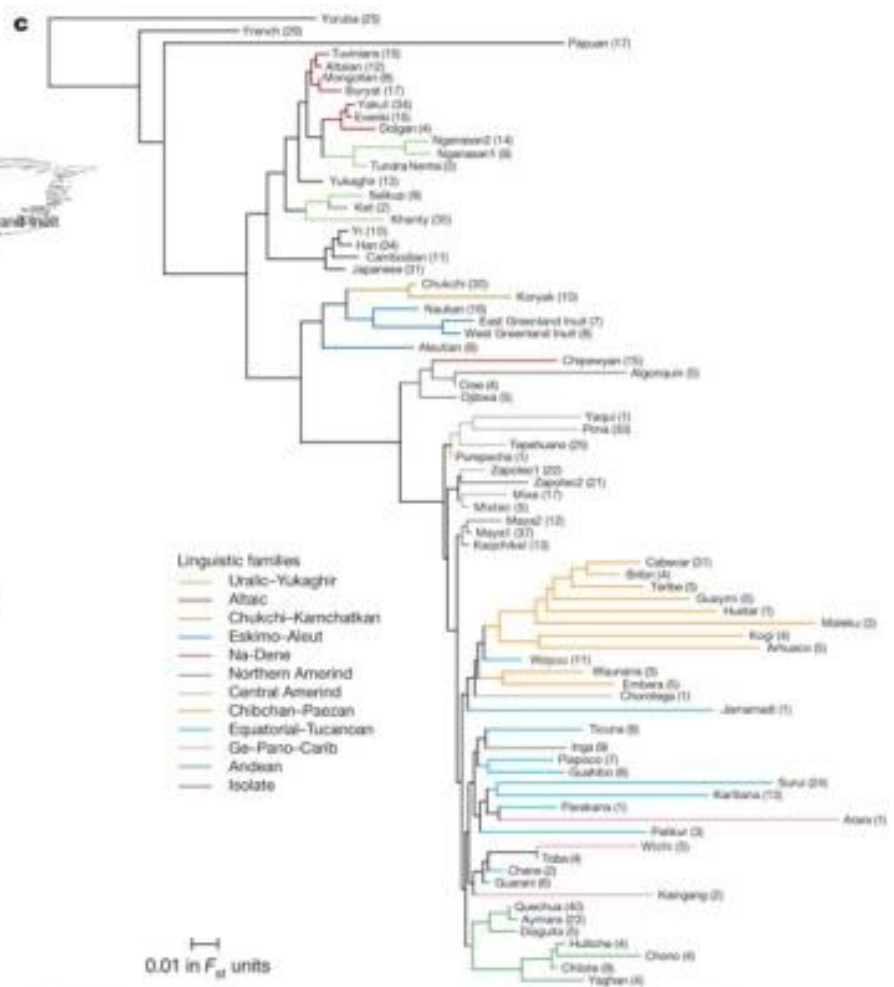 c
Yoruba (25)
French (28)
Papuan (17)
Tuvinians (15)
Altaian (12)
Mongolian (8)
Buryat (17)
Yakut (34)
Evenki (15)
Dolgan (4)
Nganasan2 (14)
Nganasan1 (8)
Tundra Nentsi
Yukaghir (13)
Selkup (9)
Ket (2)
Khanty (35)
Yi (10)
Han (34)
Cambodian (11)
Japanese (31)
Chukchi (30)
Koryak (10)
Naukan (16)
East Greenland Inuit (7)
West Greenland Inuit (8)
and Inuit
Aleutian (8)
Chipewyan (15)
Algonquin (5)
Cree (4)
Ojibwa (5)
Yaqui (1)
Pima (33)
Tepehuano (25)
Purepecha (1)
Zapotec1 (22)
Zapotec2 (21)
Mixe (17)
Mixtec (5)
Maya2 (12)
Maya1 (37)
Kaqchikel (13)
Linguistic families
Uralic–Yukaghir
Altaic
Chukchi–Kamchatkan
Eskimo–Aleut
Na-Dene
Northern Amerind
Central Amerind
Chibchan–Paezan
Equatorial–Tucanoan
Ge–Pano–Carib
Andean
Isolate
Cabecar (31)
Bribri (4)
Teribe (3)
Guaymi (5)
Huetar (1)
Maleku (3)
Kogi (4)
Arhuaco (5)
Wayuu (11)
Waunana (3)
Embera (5)
Chorotega (1)
Jamamadi (1)
Ticuna (6)
Inga (9)
Piapoco (7)
Guahibo (6)
Surui (24)
Karitiana (13)
Parakana (1)
Arara (1)
Palikur (3)
Wichi (5)
Toba (4)
Chane (2)
Guarani (6)
Kaingang (2)
Quechua (40)
Aymara (23)
Diaguita (5)
Huilliche (4)
Chono (4)
Chilote (8)
Yaghan (4)
0.01 in Fst units